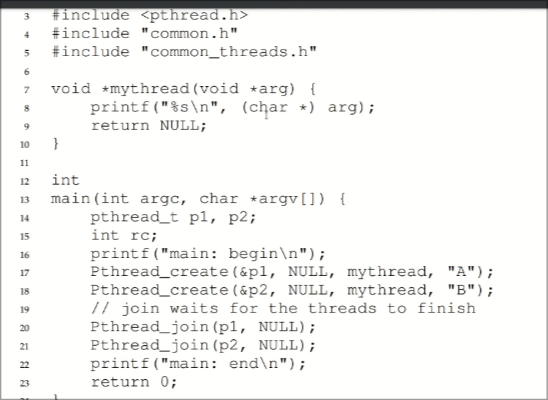 3 #include <pthread.h>
4 #include "common.h"
5 #include "common_threads.h"
6
7 void *mythread(void *arg) {
8     printf("%s\n", (char *) arg);
9     return NULL;
10 }
11
12 int
13 main(int argc, char *argv[]) {
14     pthread_t p1, p2;
15     int rc;
16     printf("main: begin\n");
17     Pthread_create(&p1, NULL, mythread, "A");
18     Pthread_create(&p2, NULL, mythread, "B");
19     // join waits for the threads to finish
20     Pthread_join(p1, NULL);
21     Pthread_join(p2, NULL);
22     printf("main: end\n");
23     return 0;